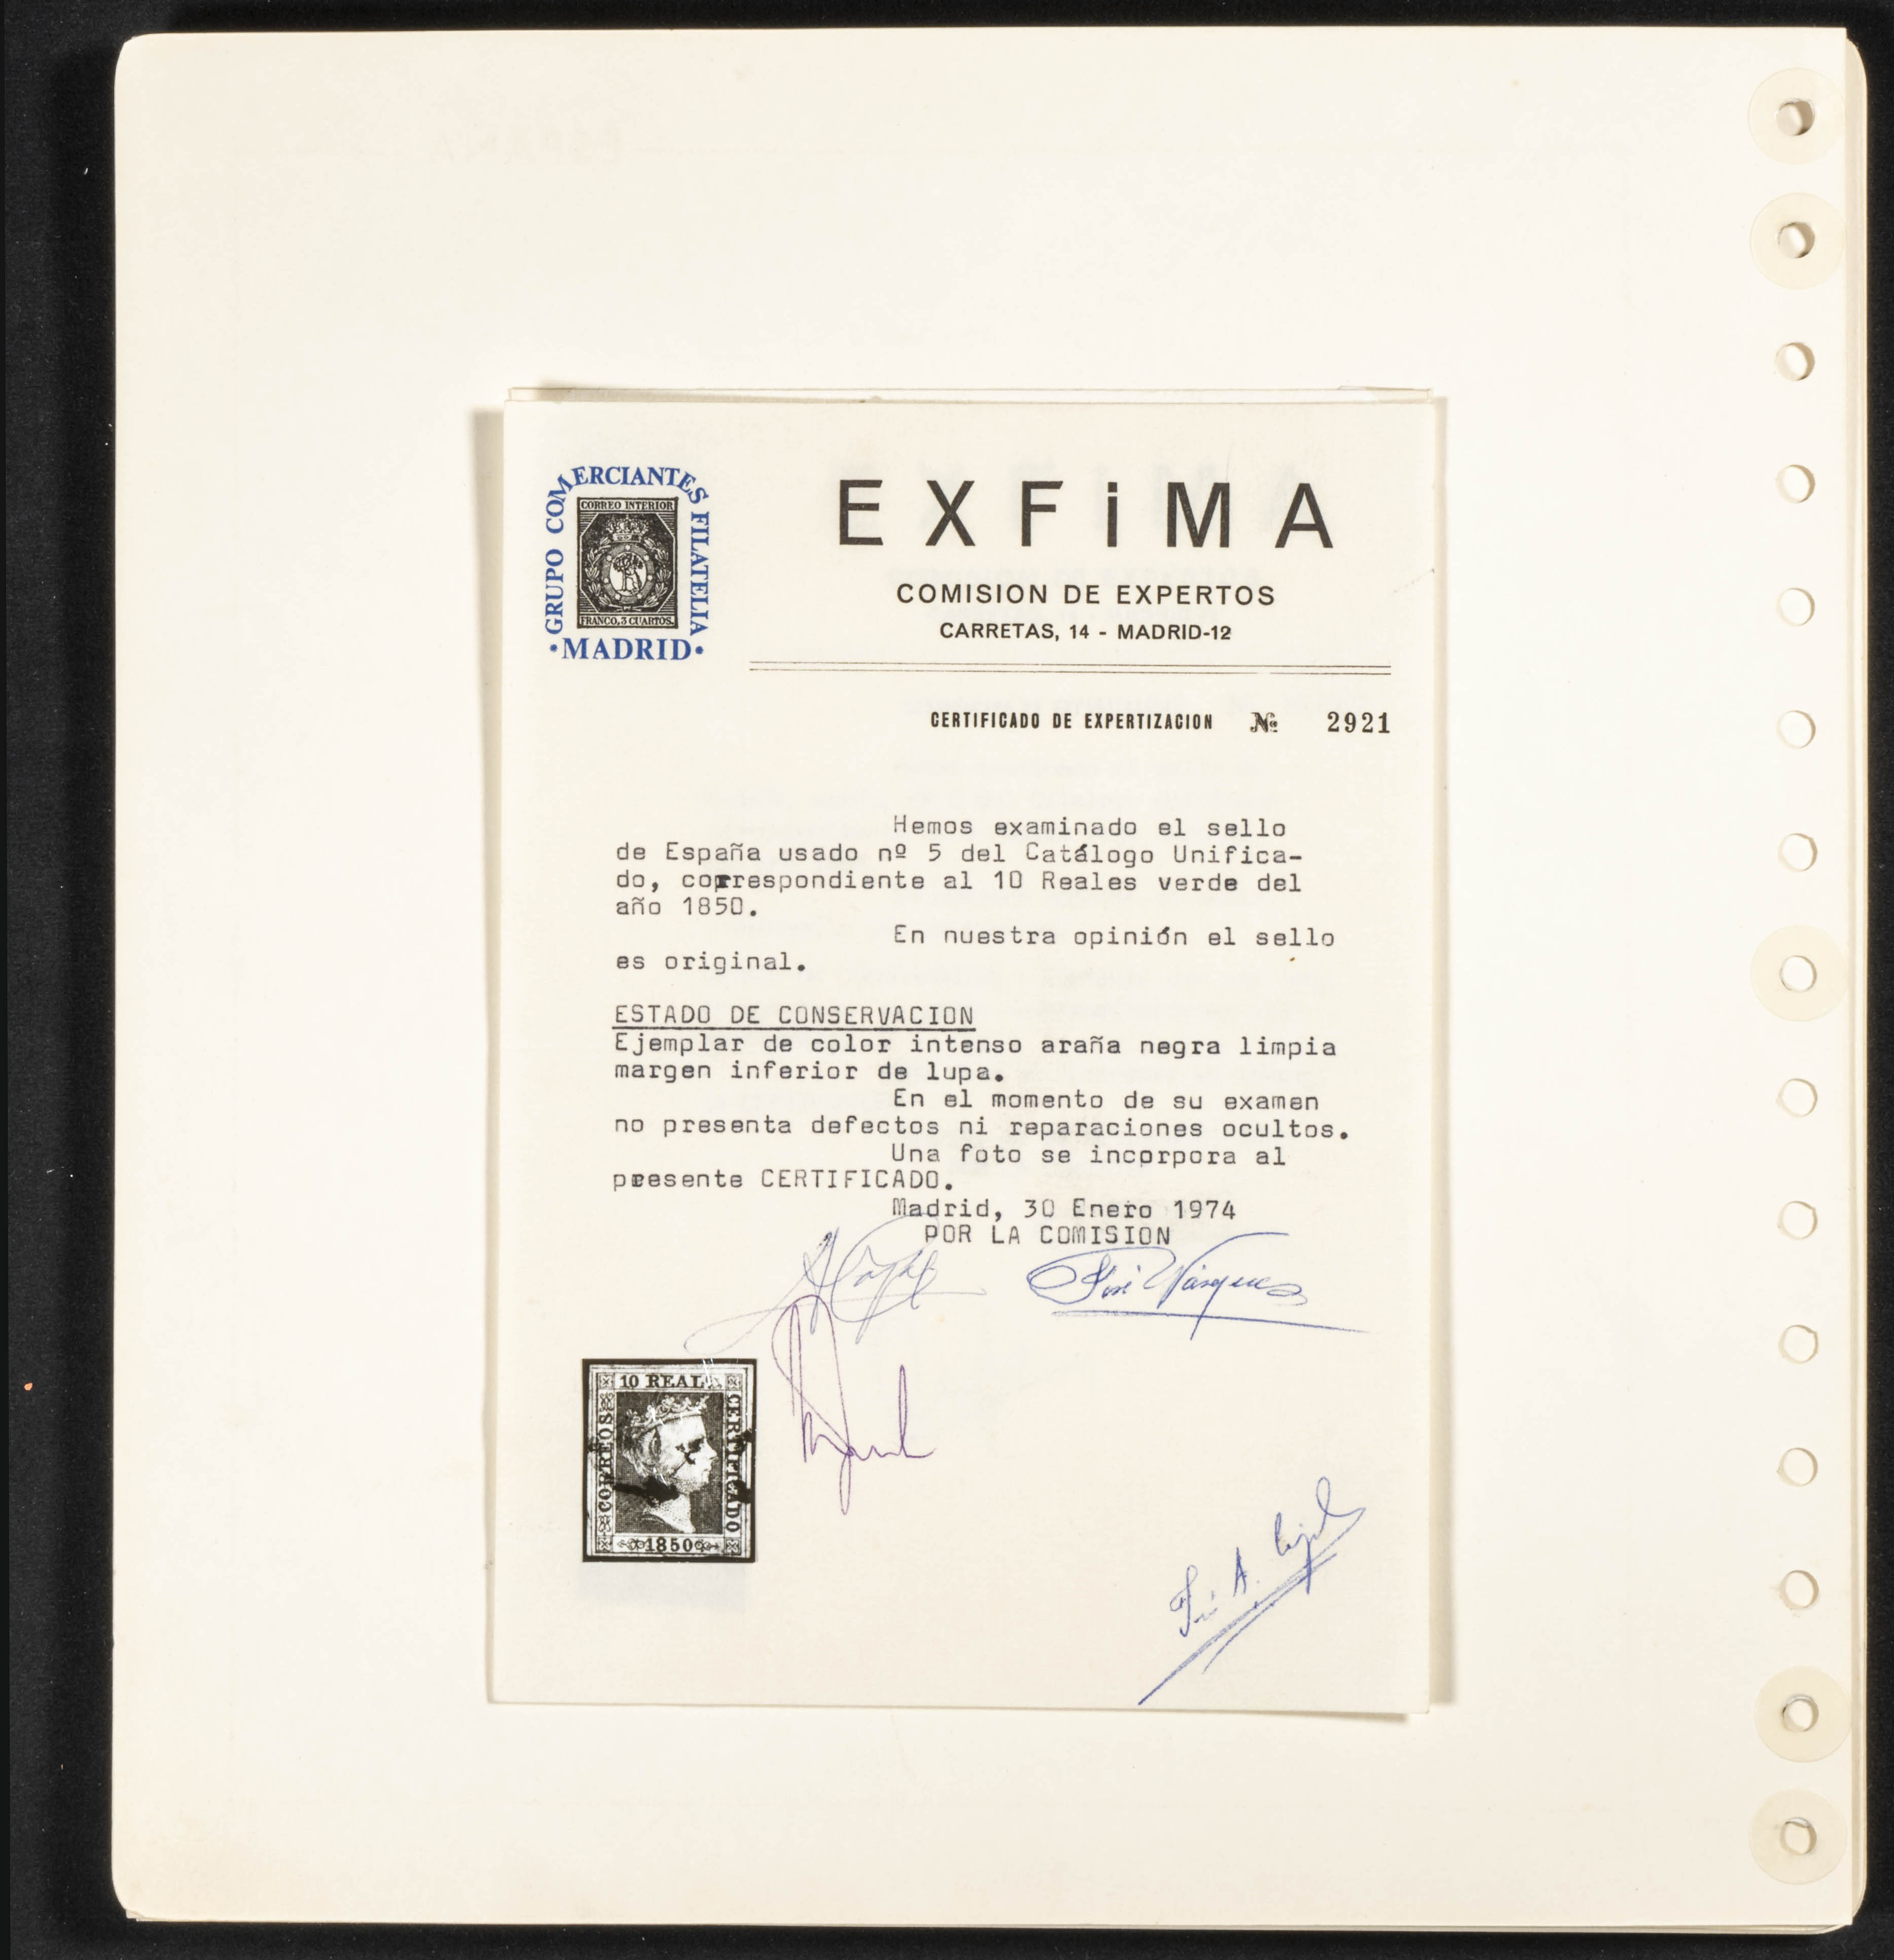 GRUPO COMERCIANTES FILATELIA
CORREO INTERIOR
FRANCO, 3 CUARTOS.
·MADRID·
EXFiMA
COMISION DE EXPERTOS
CARRETAS, 14 - MADRID-12
CERTIFICADO DE EXPERTIZACION № 2921
Hemos examinado el sello
de España usado nº 5 del Catálogo Unifica-
do, correspondiente al 10 Reales verde del
año 1850.
En nuestra opinión el sello
es original.
ESTADO DE CONSERVACION
Ejemplar de color intenso araña negra limpia
margen inferior de lupa.
En el momento de su examen
no presenta defectos ni reparaciones ocultos.
Una foto se incorpora al
presente CERTIFICADO.
Madrid, 30 Enero 1974
POR LA COMISION
José Vázquez
10 REALs
CORREOS
CERTIFICADO
1850